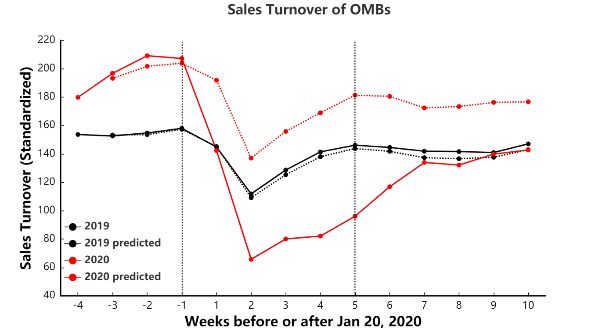 Sales Turnover of OMBs
Sales Turnover (Standardized)
220
200
180
160
140
120
100
80
60
40
2019
2019 predicted
2020
2020 predicted
-4 -3 -2 -1 1 2 3 4 5 6 7 8 9 10
Weeks before or after Jan 20, 2020